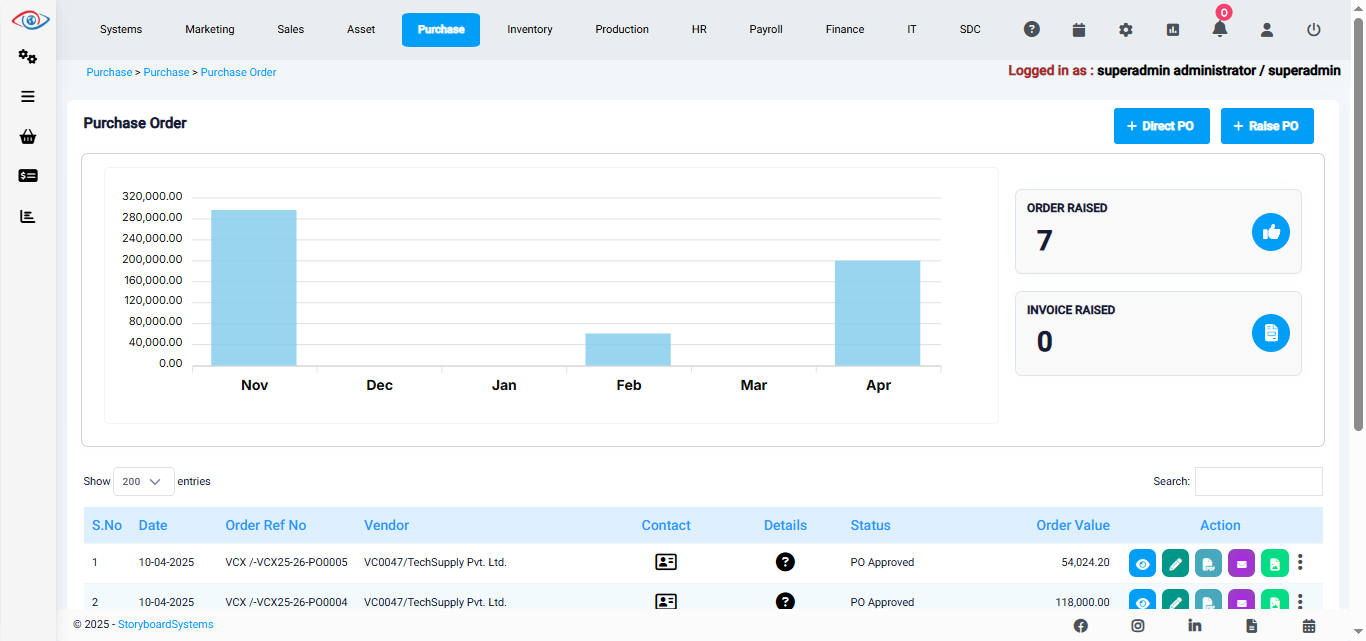 Systems Marketing Sales Asset Purchase Inventory Production HR Payroll Finance IT SDC 0
Purchase > Purchase > Purchase Order
Logged in as : superadmin administrator / superadmin
Purchase Order
+ Direct PO + Raise PO
320,000.00
280,000.00
240,000.00
200,000.00
160,000.00
120,000.00
80,000.00
40,000.00
0.00
Nov Dec Jan Feb Mar Apr
ORDER RAISED
7
INVOICE RAISED
0
Show 200 entries
Search:
S.No Date Order Ref No Vendor Contact Details Status Order Value Action
1 10-04-2025 VCX /-VCX25-26-PO0005 VC0047/TechSupply Pvt. Ltd. PO Approved 54,024.20
2 10-04-2025 VCX /-VCX25-26-PO0004 VC0047/TechSupply Pvt. Ltd. PO Approved 118,000.00
© 2025 - StoryboardSystems